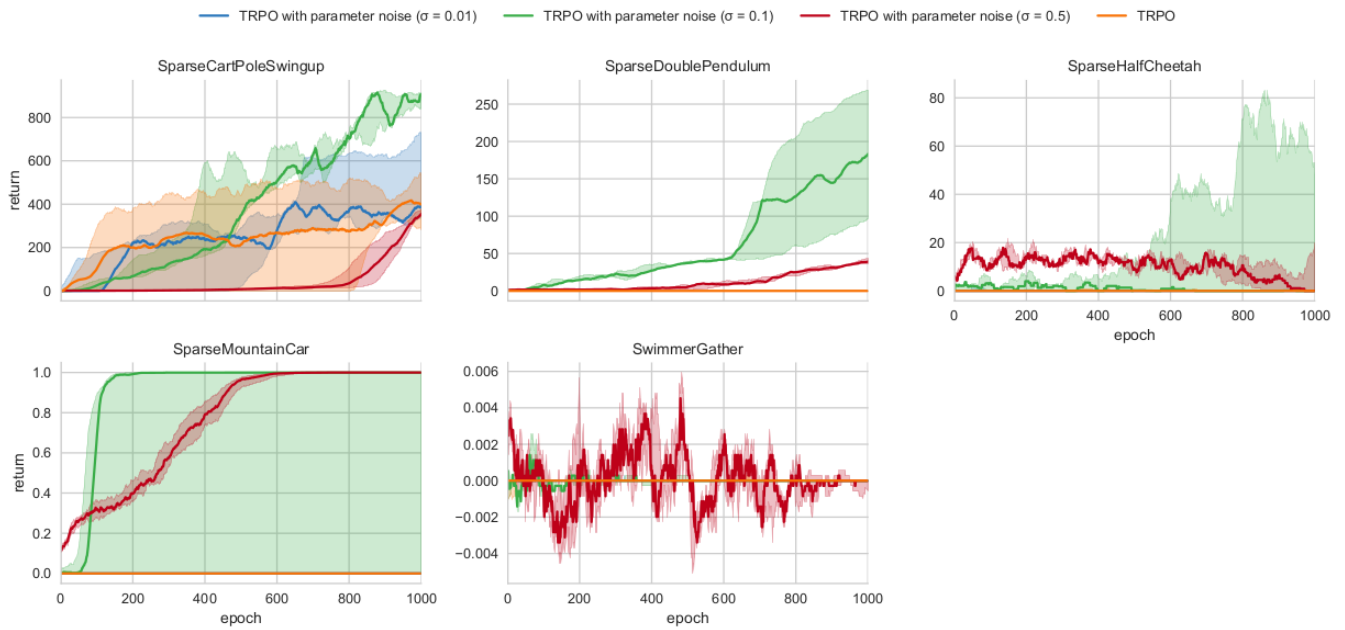 TRPO with parameter noise (σ = 0.01) TRPO with parameter noise (σ = 0.1) TRPO with parameter noise (σ = 0.5) TRPO
SparseCartPoleSwingup
800
600
400
200
0
return
SparseDoublePendulum
250
200
150
100
50
0
SparseHalfCheetah
80
60
40
20
0
0 200 400 600 800 1000
epoch
SparseMountainCar
1.0
0.8
0.6
0.4
0.2
0.0
return
0 200 400 600 800 1000
epoch
SwimmerGather
0.006
0.004
0.002
0.000
−0.002
−0.004
0 200 400 600 800 1000
epoch